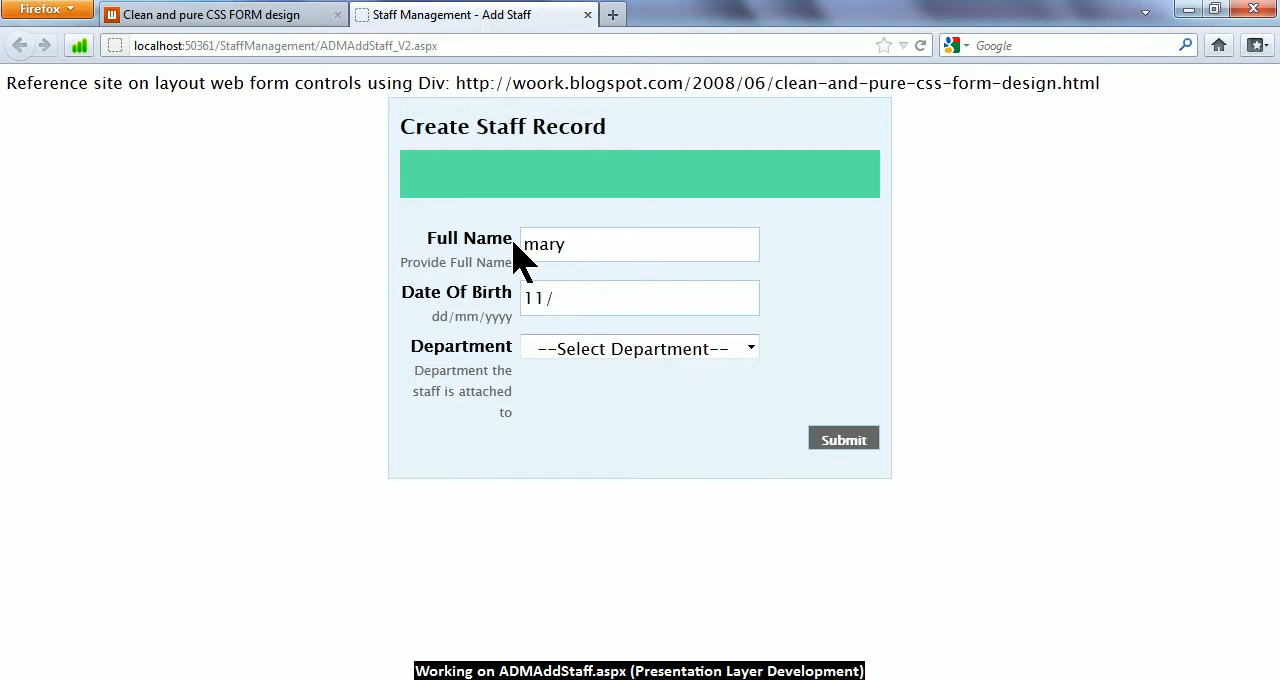 Firefox
Clean and pure CSS FORM design
Staff Management - Add Staff
localhost:50361/StaffManagement/ADMAddStaff_V2.aspx
Google
Reference site on layout web form controls using Div: http://woork.blogspot.com/2008/06/clean-and-pure-css-form-design.html
Create Staff Record
Full Name
mary
Provide Full Name
Date Of Birth
11/
dd/mm/yyyy
Department
--Select Department--
Department the
staff is attached
to
Submit
Working on ADMAddStaff.aspx (Presentation Layer Development)